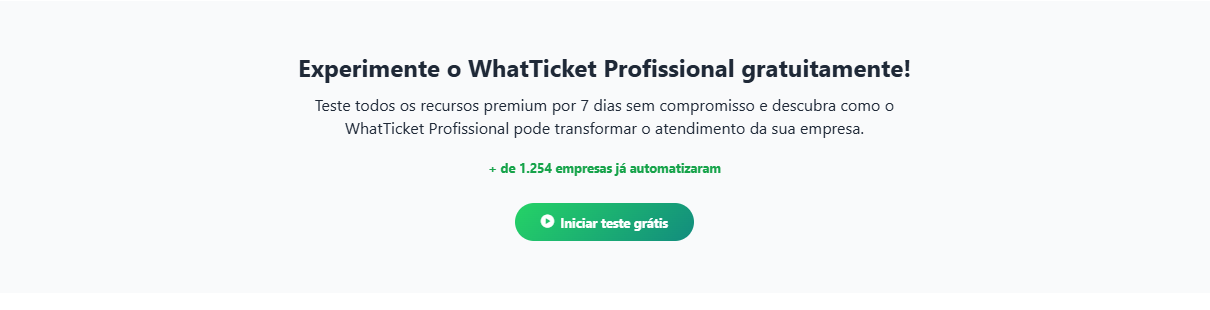 Experimente o WhatTicket Profissional gratuitamente!
Teste todos os recursos premium por 7 dias sem compromisso e descubra como o
WhatTicket Profissional pode transformar o atendimento da sua empresa.
+ de 1.254 empresas já automatizaram
Iniciar teste grátis